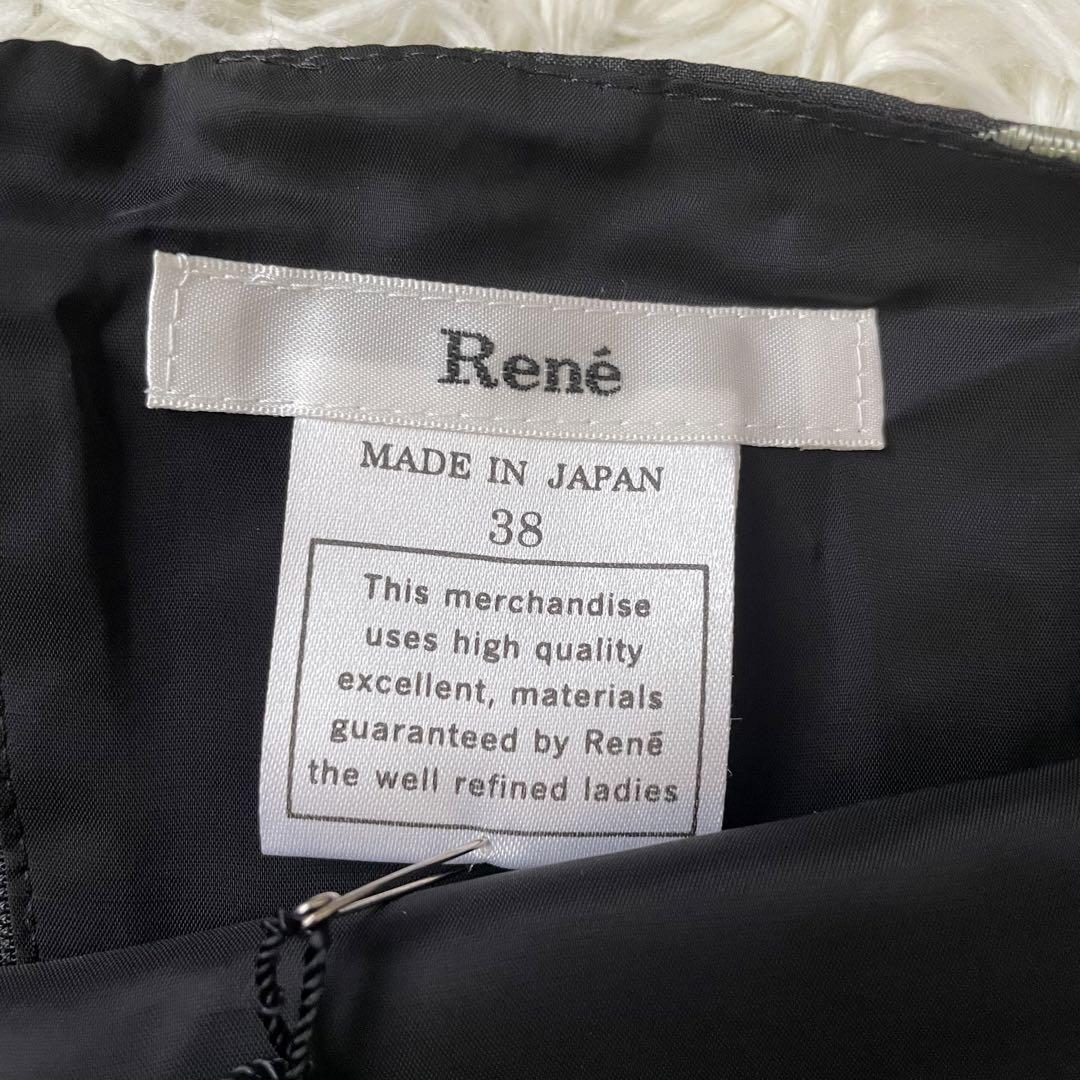 René
MADE IN JAPAN
38
This merchandise
uses high quality
excellent, materials
guaranteed by René
the well refined ladies